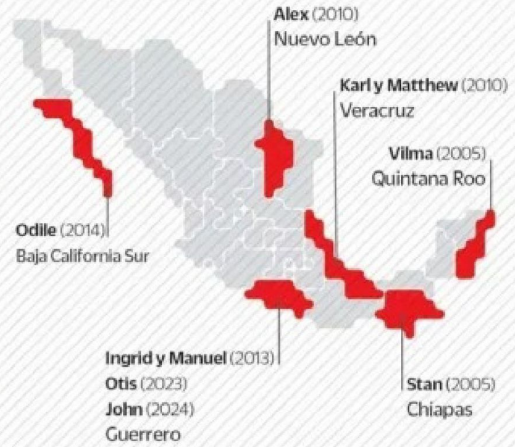 Alex (2010)
Nuevo León
Karl y Matthew (2010)
Veracruz
Vilma (2005)
Quintana Roo
Odile (2014)
Baja California Sur
Ingrid y Manuel (2013)
Otis (2023)
John (2024)
Guerrero
Stan (2005)
Chiapas